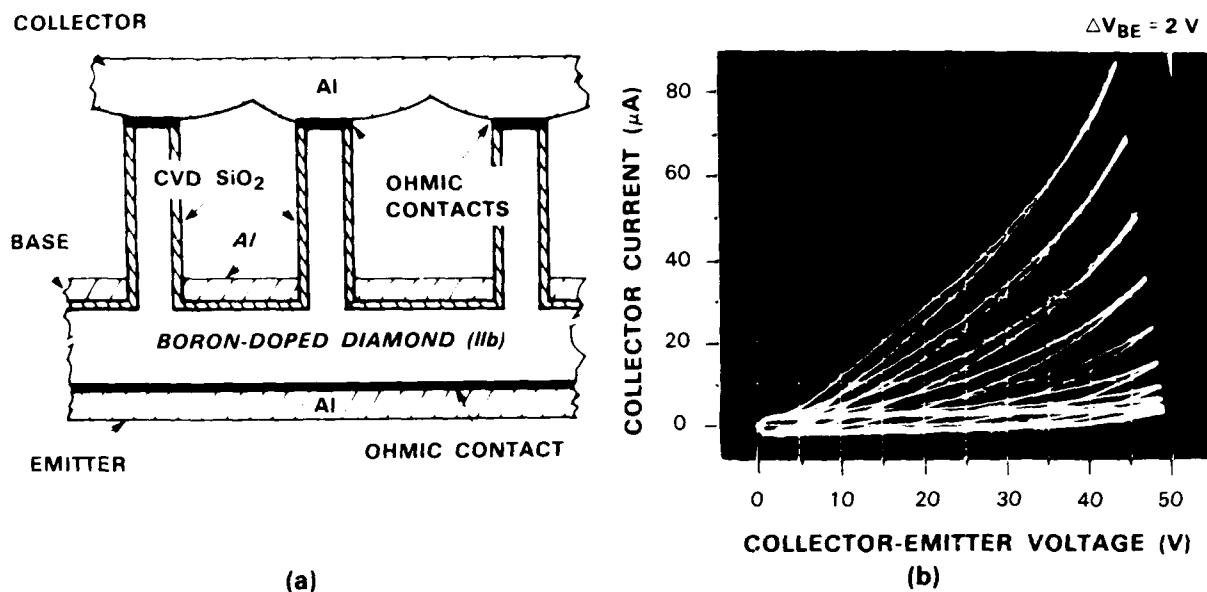 COLLECTOR
Al
CVD SiO₂
OHMIC
CONTACTS
Al
BASE
BORON-DOPED DIAMOND (IIb)
Al
EMITTER
OHMIC CONTACT
(a)
ΔV_BE = 2 V
COLLECTOR CURRENT (μA)
80
60
40
20
0
0
10
20
30
40
50
COLLECTOR-EMITTER VOLTAGE (V)
(b)